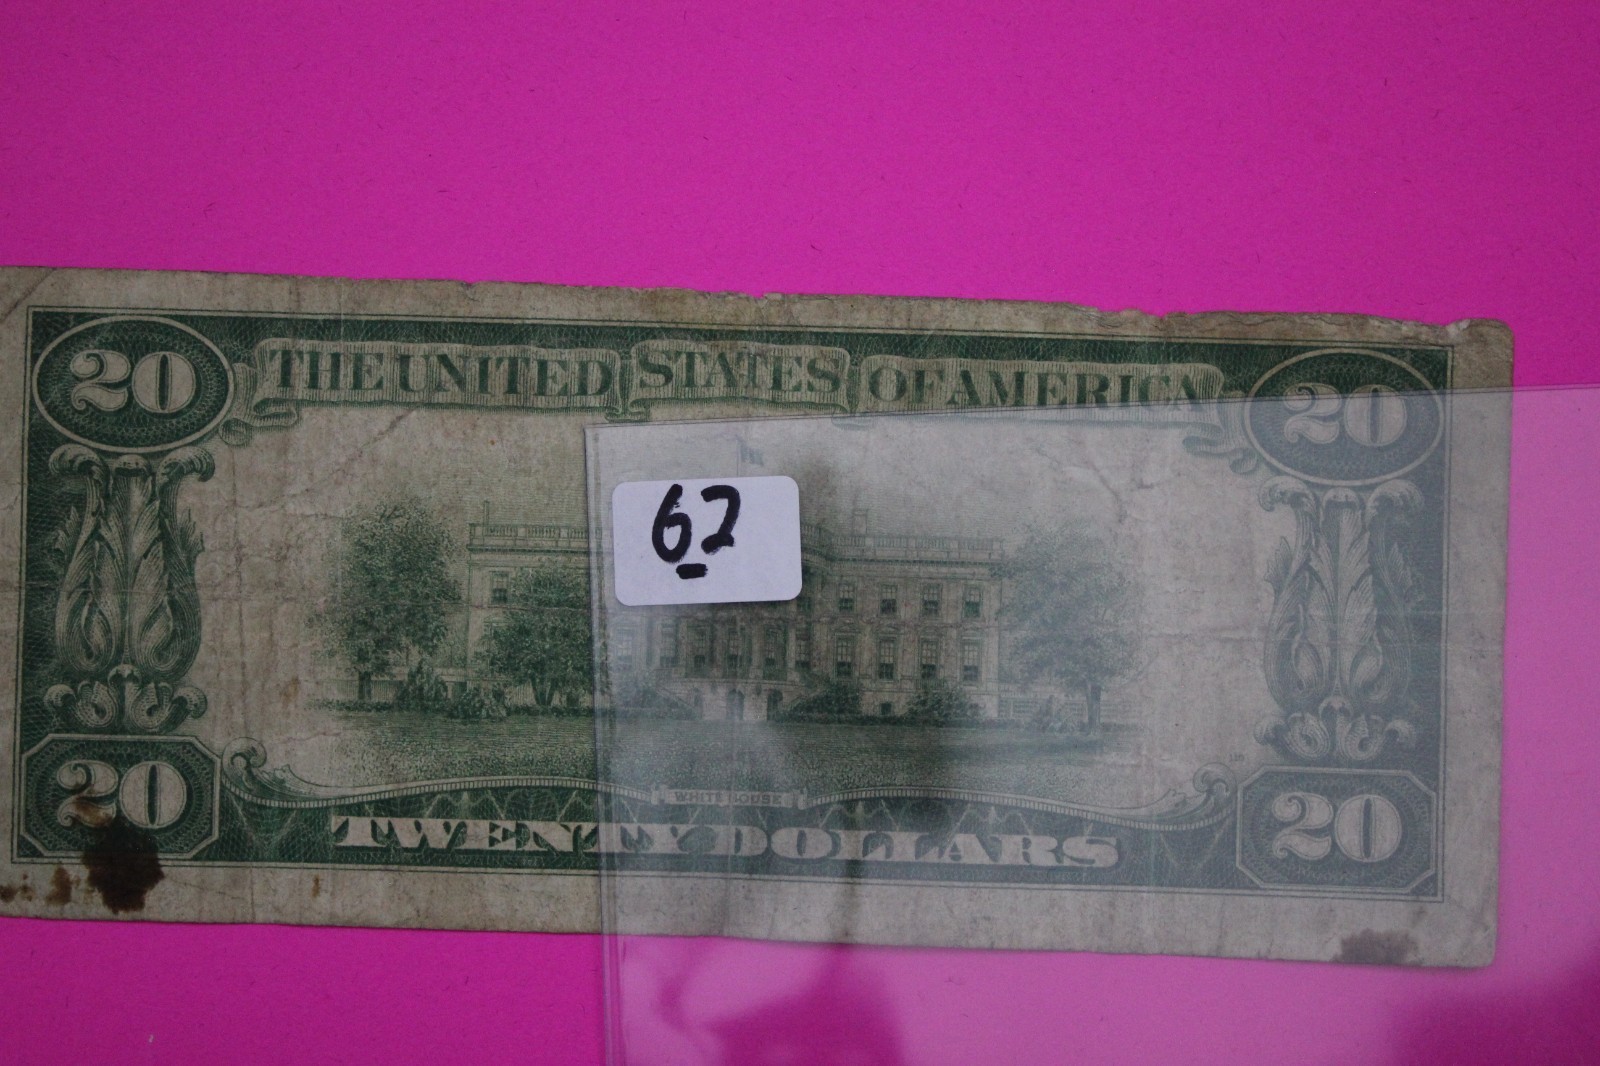 20 THE UNITED STATES OF AMERICA 20
62
WHITE HOUSE
20 TWENTY DOLLARS 20